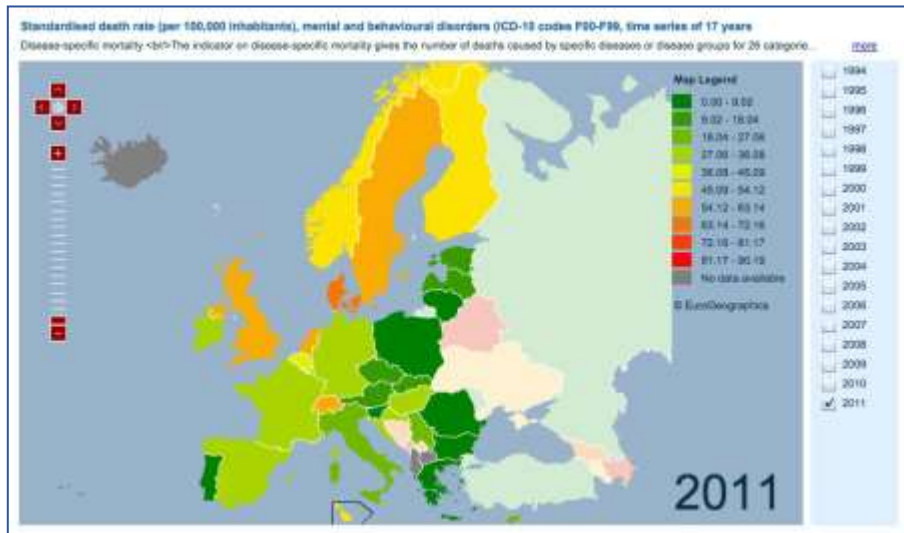 Standardised death rate (per 100,000 inhabitants), mental and behavioural disorders (ICD-10 codes F00-F99, time series of 17 years
Disease-specific mortality <br/>The indicator on disease-specific mortality gives the number of deaths caused by specific diseases or disease groups for 26 categorie...
more
Map Legend
0.00 - 9.02
9.02 - 18.04
18.04 - 27.06
27.06 - 36.08
36.08 - 45.09
45.09 - 54.12
54.12 - 63.14
63.14 - 72.16
72.16 - 81.17
81.17 - 90.19
No data available
© EuroGeographics
1994
1995
1996
1997
1998
1999
2000
2001
2002
2003
2004
2005
2006
2007
2008
2009
2010
2011
2011